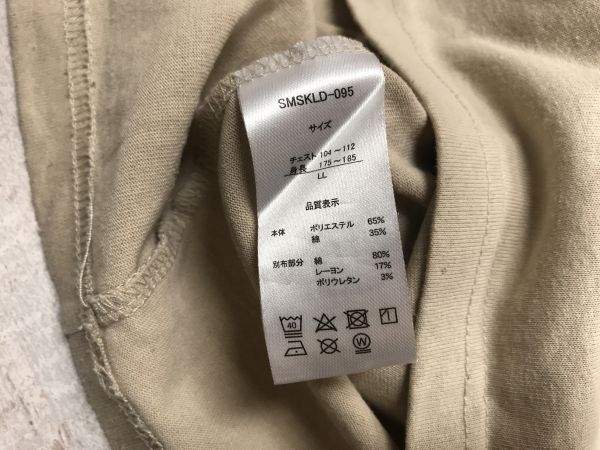 SMSKLD-095
サイズ
チェスト 104～112
身長 175～185
LL
品質表示
本体 ポリエステル 65%
綿 35%
別布部分 綿 80%
レーヨン 17%
ポリウレタン 3%
40
W